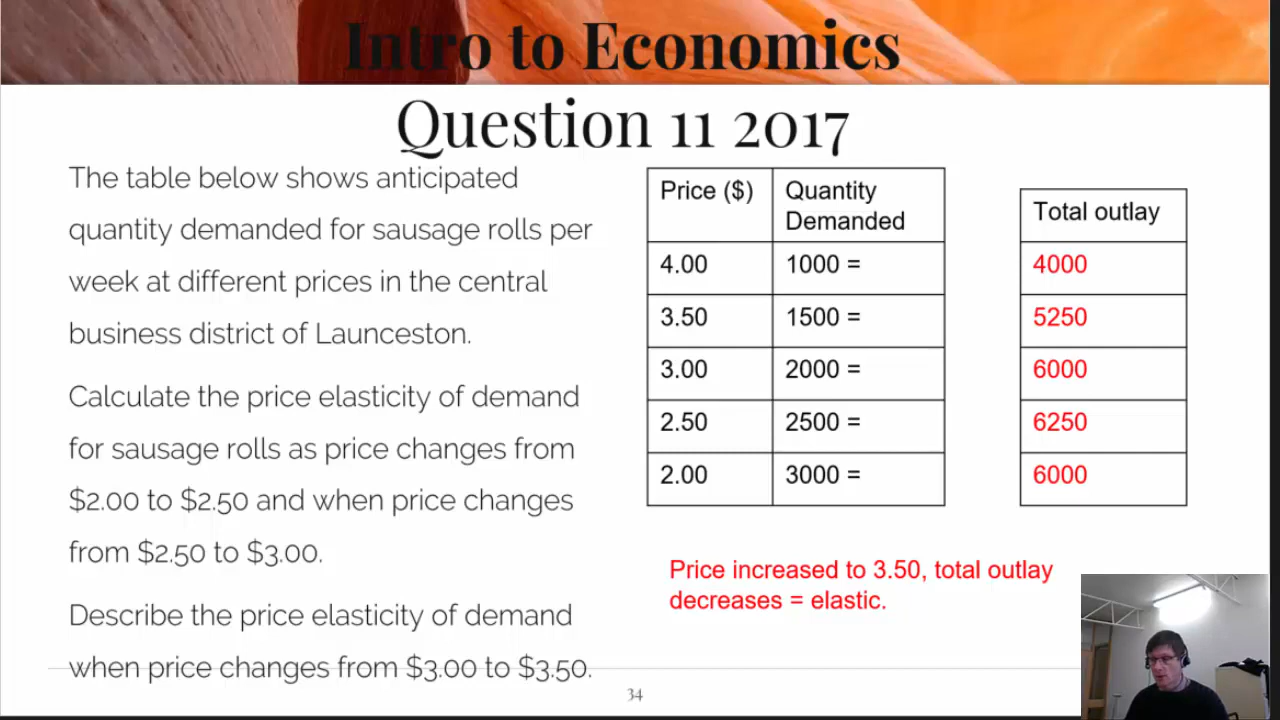 Intro to Economics
Question 11 2017
The table below shows anticipated
quantity demanded for sausage rolls per
week at different prices in the central
business district of Launceston.
Calculate the price elasticity of demand
for sausage rolls as price changes from
$2.00 to $2.50 and when price changes
from $2.50 to $3.00.
Describe the price elasticity of demand
when price changes from $3.00 to $3.50.
Price ($) Quantity Demanded Total outlay
4.00 1000 = 4000
3.50 1500 = 5250
3.00 2000 = 6000
2.50 2500 = 6250
2.00 3000 = 6000
Price increased to 3.50, total outlay
decreases = elastic.
34